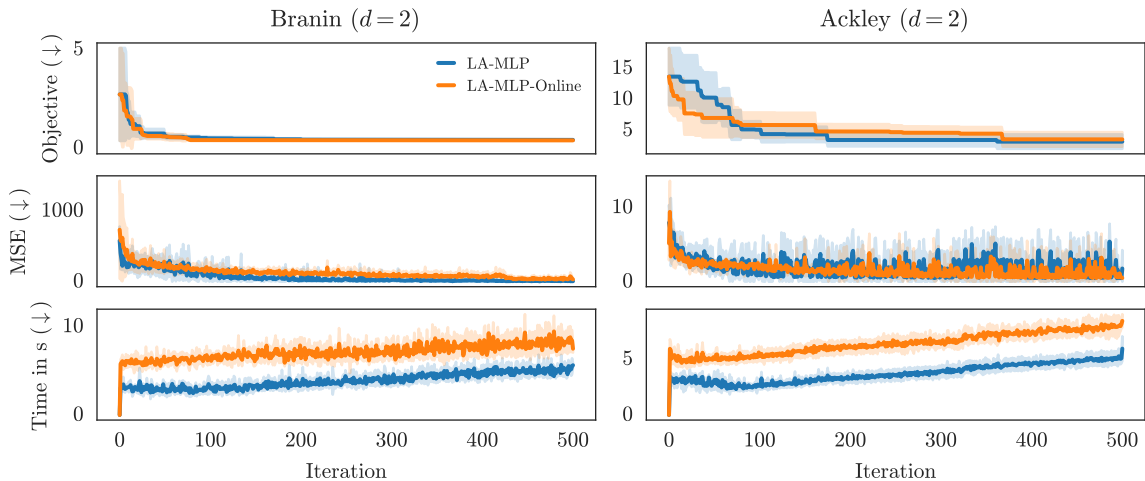 Branin (d = 2)
Ackley (d = 2)
Objective (↓)
5
0
LA-MLP
LA-MLP-Online
15
10
5
MSE (↓)
1000
0
10
0
Time in s (↓)
10
0
5
0
0 100 200 300 400 500
0 100 200 300 400 500
Iteration
Iteration